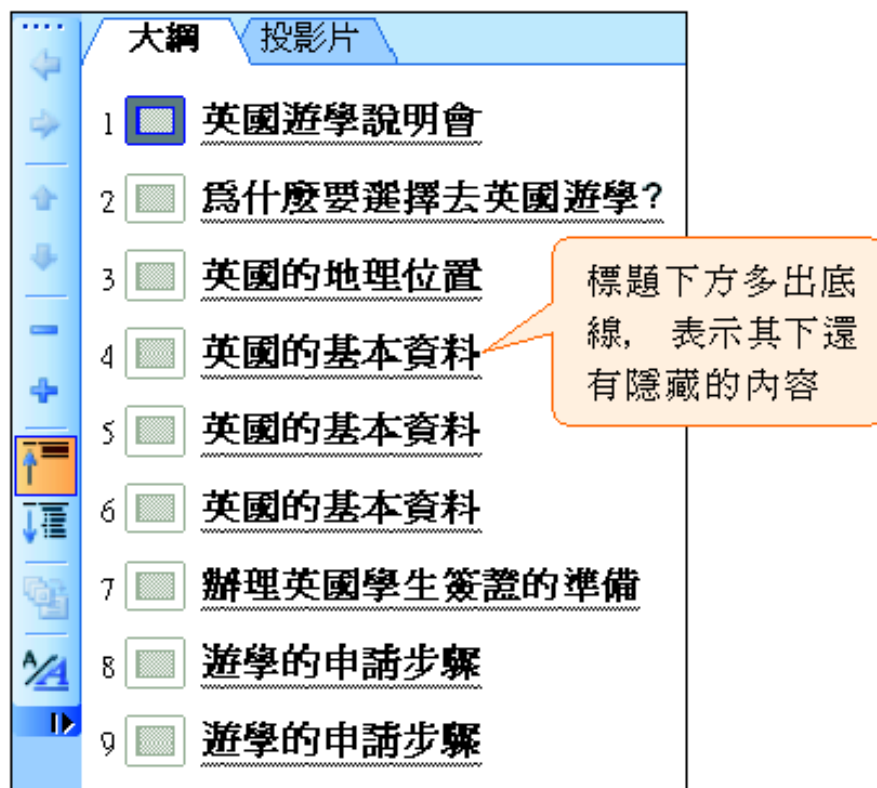 大綱 投影片
1 英國遊學說明會
2 為什麼要選擇去英國遊學?
3 英國的地理位置
4 英國的基本資料
5 英國的基本資料
6 英國的基本資料
7 辦理英國學生簽證的準備
8 遊學的申請步驟
9 遊學的申請步驟
標題下方多出底
線, 表示其下還
有隱藏的內容